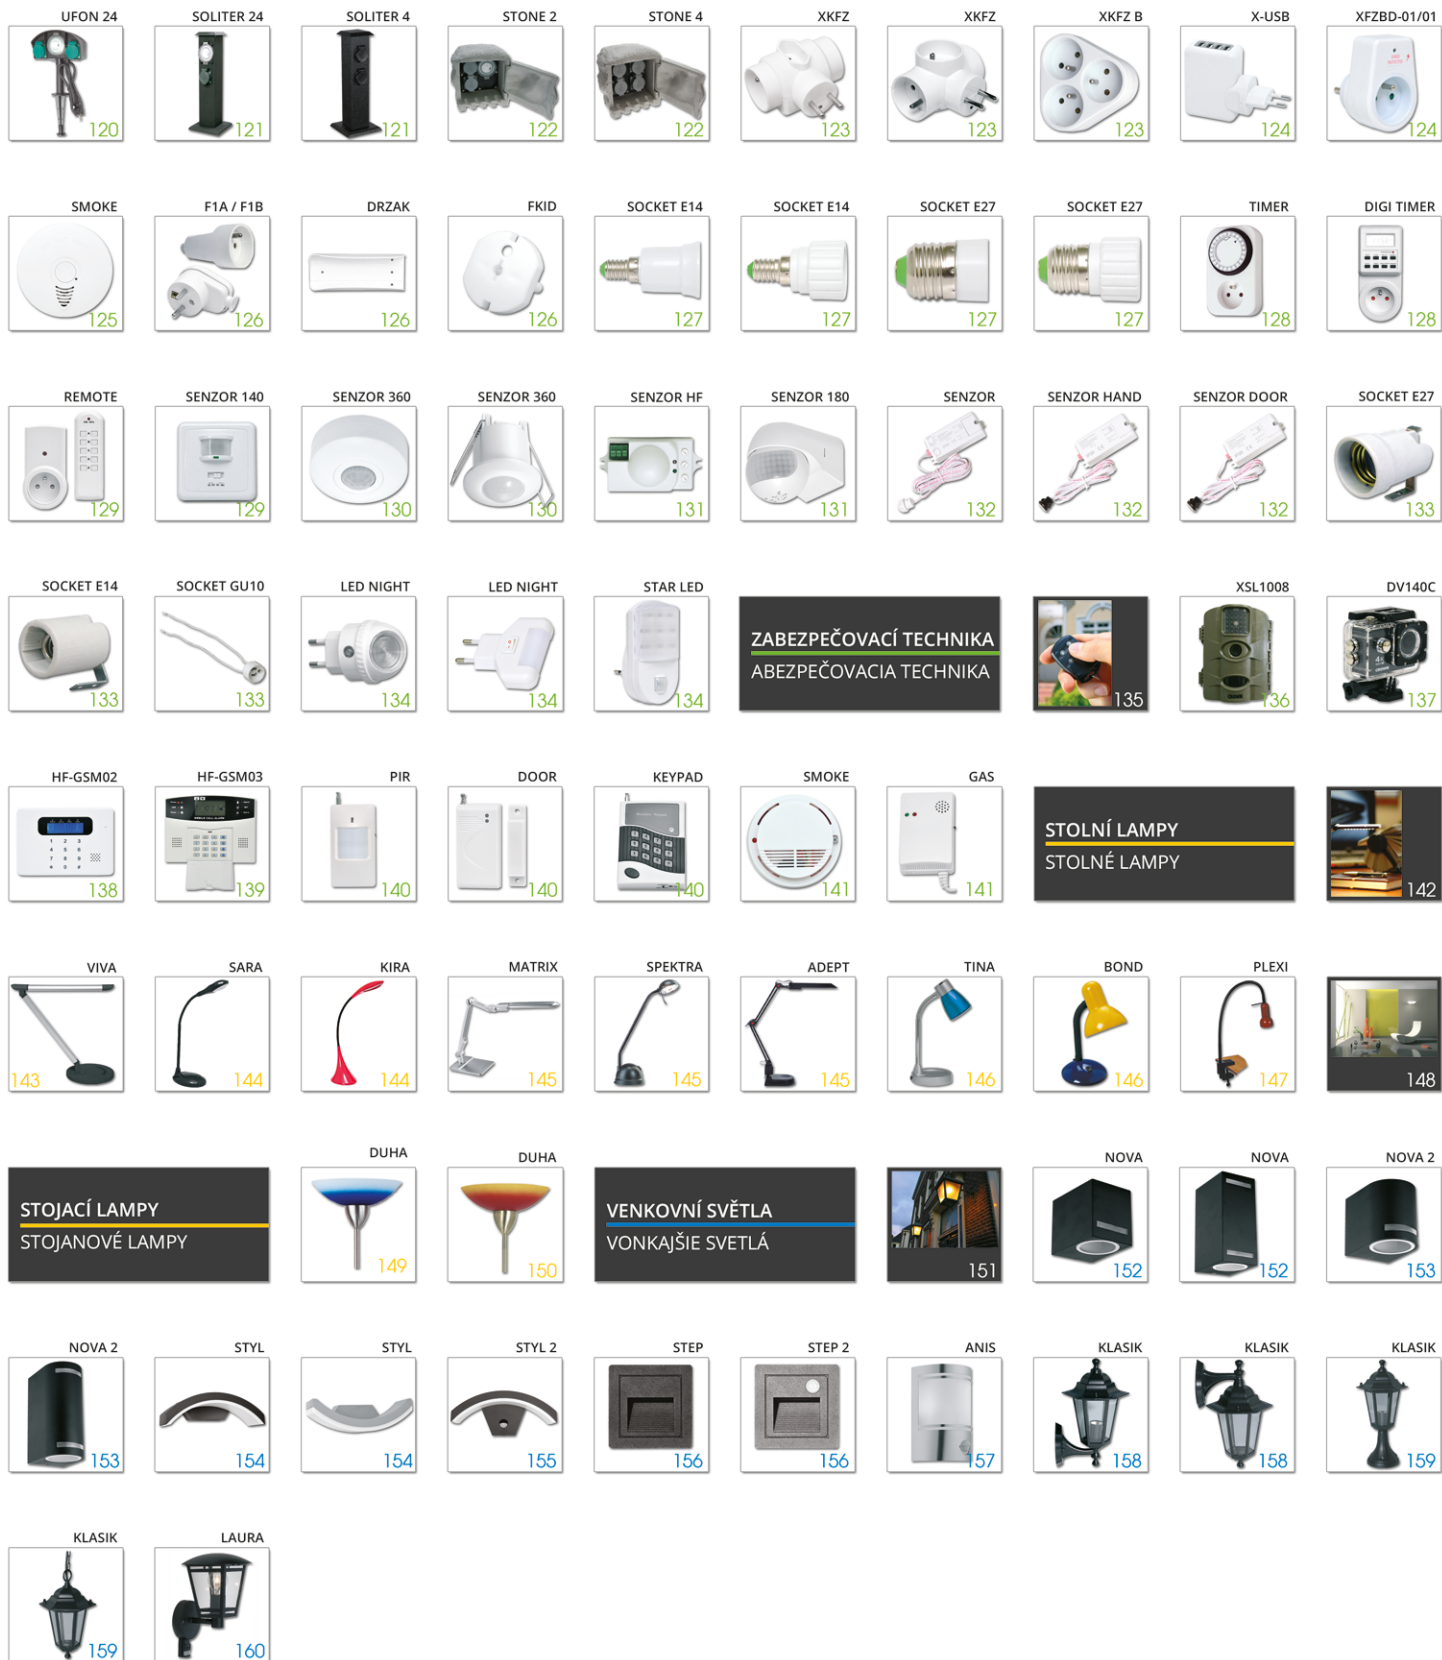 UFON 24
SOLITER 24
SOLITER 4
STONE 2
STONE 4
XKFZ
XKFZ
XKFZ B
X-USB
XFZBD-01/01
120
121
121
122
122
123
123
123
124
124
SMOKE
F1A / F1B
DRZAK
FKID
SOCKET E14
SOCKET E14
SOCKET E27
SOCKET E27
TIMER
DIGI TIMER
125
126
126
126
127
127
127
127
128
128
REMOTE
SENZOR 140
SENZOR 360
SENZOR 360
SENZOR HF
SENZOR 180
SENZOR
SENZOR HAND
SENZOR DOOR
SOCKET E27
129
129
130
130
131
131
132
132
132
133
SOCKET E14
SOCKET GU10
LED NIGHT
LED NIGHT
STAR LED
XSL1008
DV140C
ZABEZPEČOVACÍ TECHNIKA
ABEZPEČOVACIA TECHNIKA
133
133
134
134
134
135
136
137
HF-GSM02
HF-GSM03
PIR
DOOR
KEYPAD
SMOKE
GAS
STOLNÍ LAMPY
STOLNÉ LAMPY
138
139
140
140
140
141
141
142
VIVA
SARA
KIRA
MATRIX
SPEKTRA
ADEPT
TINA
BOND
PLEXI
143
144
144
145
145
145
146
146
147
148
DUHA
DUHA
NOVA
NOVA
NOVA 2
STOJACÍ LAMPY
STOJANOVÉ LAMPY
VENKOVNÍ SVĚTLA
VONKAJŠIE SVETLÁ
149
150
151
152
152
153
NOVA 2
STYL
STYL
STYL 2
STEP
STEP 2
ANIS
KLASIK
KLASIK
KLASIK
153
154
154
155
156
156
157
158
158
159
KLASIK
LAURA
159
160